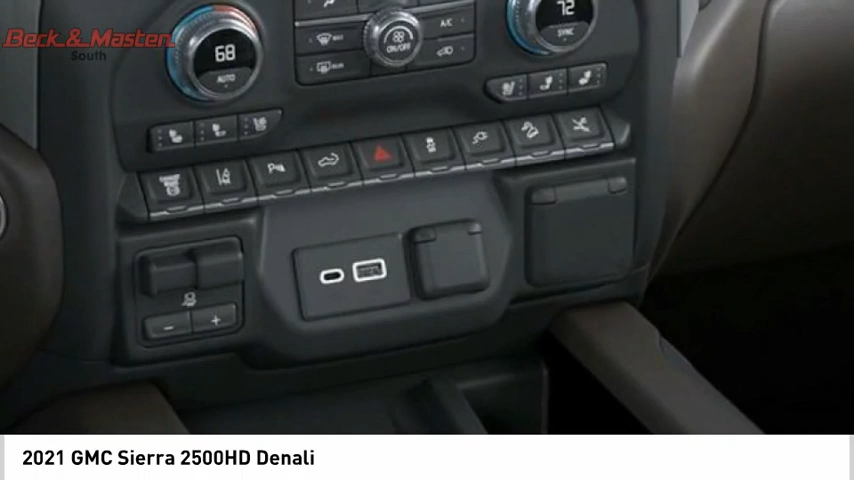 Beck & Masten
South
68
AUTO
A/C
ON/OFF
72
SYNC
2021 GMC Sierra 2500HD Denali